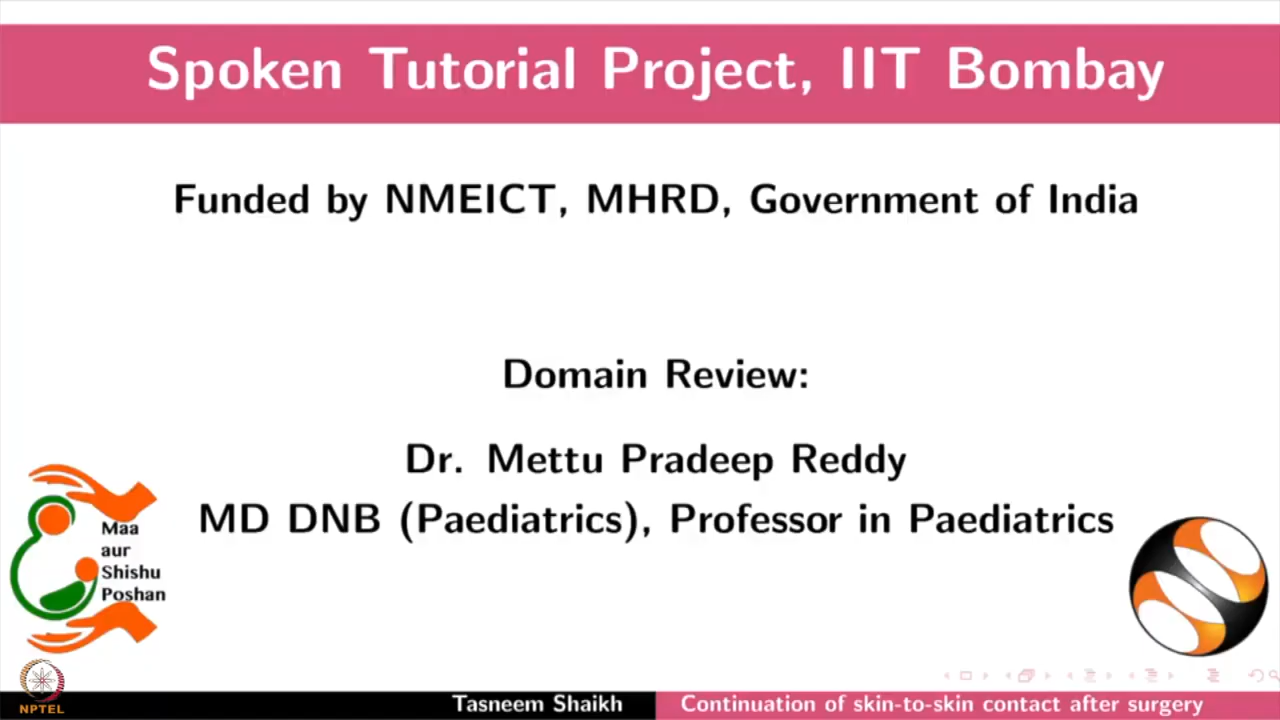 Spoken Tutorial Project, IIT Bombay
Funded by NMEICT, MHRD, Government of India
Domain Review:
Dr. Mettu Pradeep Reddy
MD DNB (Paediatrics), Professor in Paediatrics
Maa
aur
Shishu
Poshan
NPTEL
Tasneem Shaikh
Continuation of skin-to-skin contact after surgery